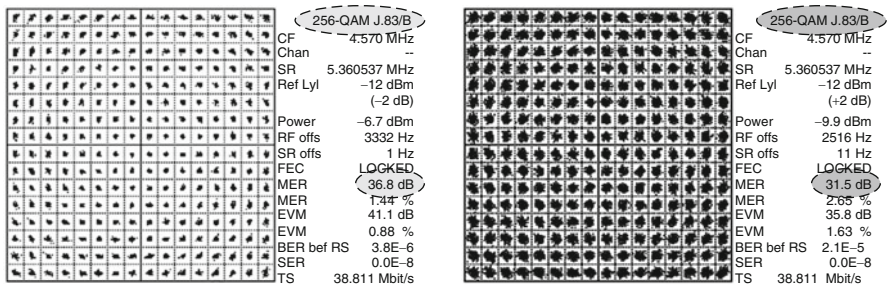 256-QAM J.83/B
CF 4.570 MHz
Chan --
SR 5.360537 MHz
Ref Lyl −12 dBm
(−2 dB)
Power −6.7 dBm
RF offs 3332 Hz
SR offs 1 Hz
FEC LOCKED
MER 36.8 dB
MER 1.44 %
EVM 41.1 dB
EVM 0.88 %
BER bef RS 3.8E−6
SER 0.0E−8
TS 38.811 Mbit/s
256-QAM J.83/B
CF 4.570 MHz
Chan --
SR 5.360537 MHz
Ref Lyl −12 dBm
(+2 dB)
Power −9.9 dBm
RF offs 2516 Hz
SR offs 11 Hz
FEC LOCKED
MER 31.5 dB
MER 2.65 %
EVM 35.8 dB
EVM 1.63 %
BER bef RS 2.1E−5
SER 0.0E−8
TS 38.811 Mbit/s